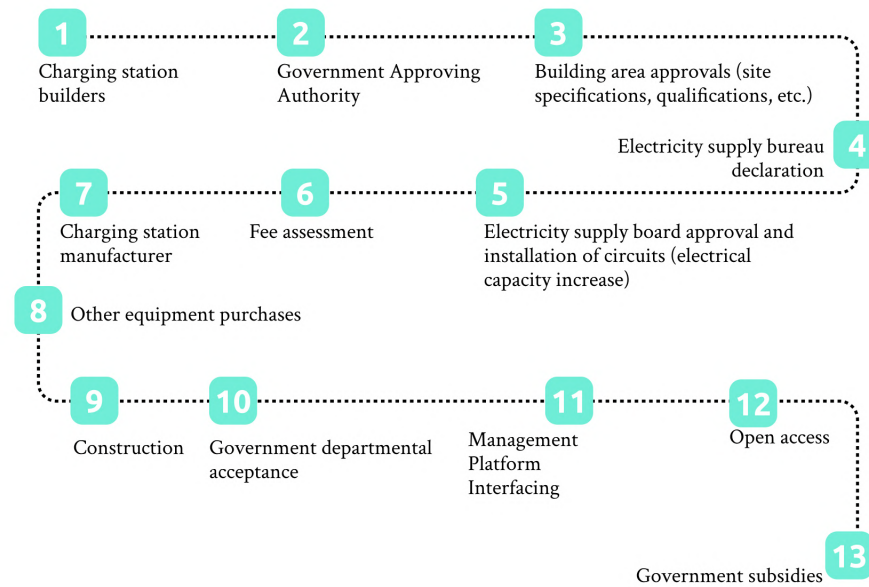 1
Charging station
builders
2
Government Approving
Authority
3
Building area approvals (site
specifications, qualifications, etc.)
4
Electricity supply bureau
declaration
5
Electricity supply board approval and
installation of circuits (electrical
capacity increase)
6
Fee assessment
7
Charging station
manufacturer
8
Other equipment purchases
9
Construction
10
Government departmental
acceptance
11
Management
Platform
Interfacing
12
Open access
13
Government subsidies